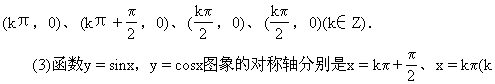 (kπ，0)、(kπ＋π/2，0)、(kπ/2，0)、(kπ/2，0)(k∈Z)．
(3)函数y＝sinx，y＝cosx图象的对称轴分别是x＝kπ＋π/2、x＝kπ(k